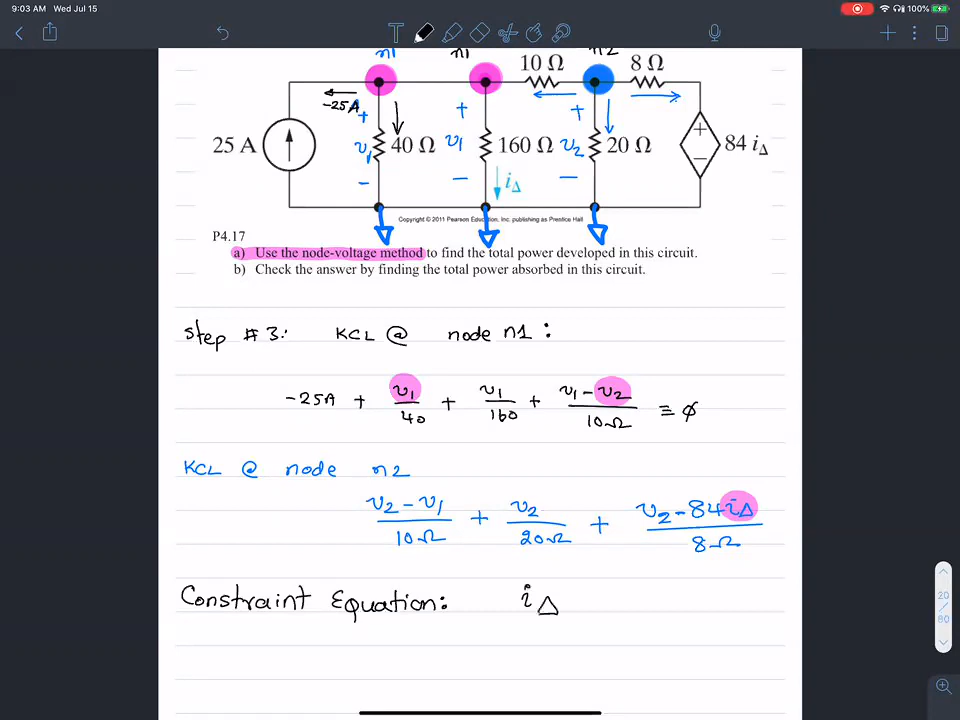 9:03 AM Wed Jul 15
100%
n1 n1 n2
10 Ω 8 Ω
-25A + + +
25 A v1 40 Ω v1 160 Ω v2 20 Ω + − 84 iΔ
− − −
iΔ
Copyright © 2011 Pearson Education, Inc. publishing as Prentice Hall
P4.17
a) Use the node-voltage method to find the total power developed in this circuit.
b) Check the answer by finding the total power absorbed in this circuit.
Step #3: KCL @ node n1:
-25A + v1/40 + v1/160 + (v1 - v2)/10Ω ≡ ϕ
KCL @ node n2
(v2 - v1)/10Ω + v2/20Ω + (v2 - 84iΔ)/8Ω
Constraint Equation: iΔ
20/80